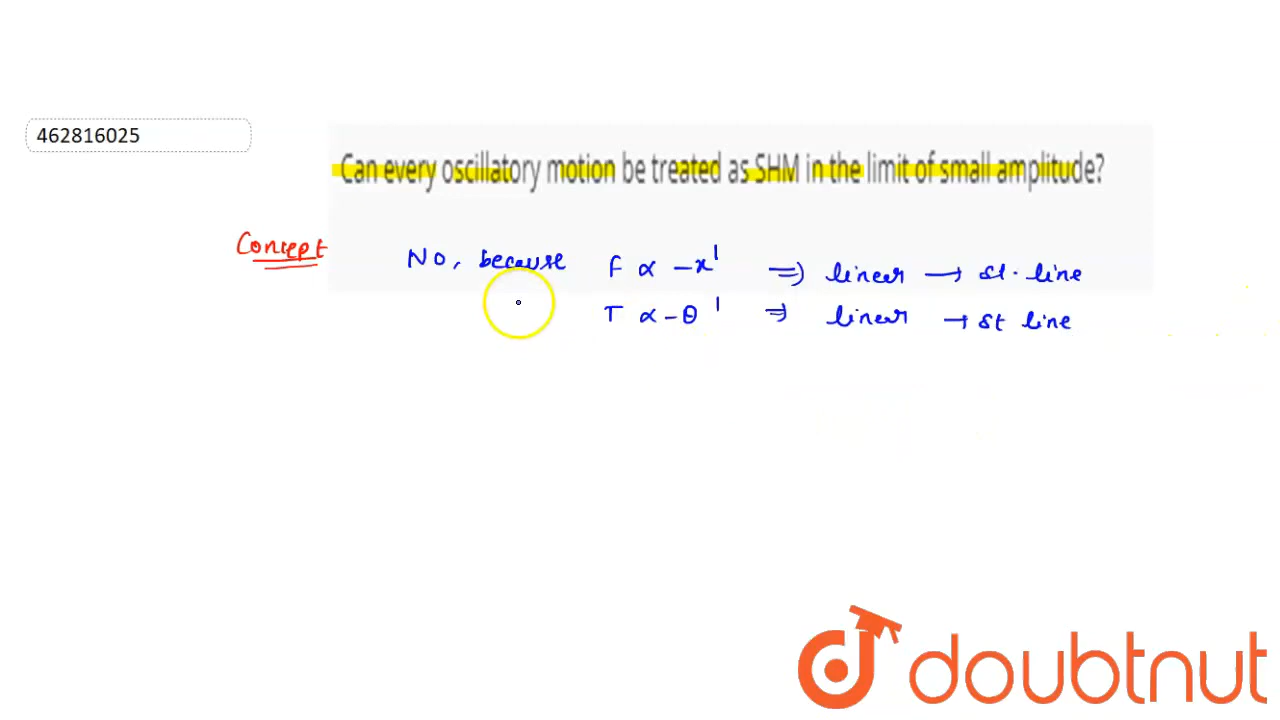 462816025
Can every oscillatory motion be treated as SHM in the limit of small amplitude?
Concept
No, because F ∝ -x¹ ⇒ linear → st. line
T ∝ -θ¹ ⇒ linear → st line
doubtnut